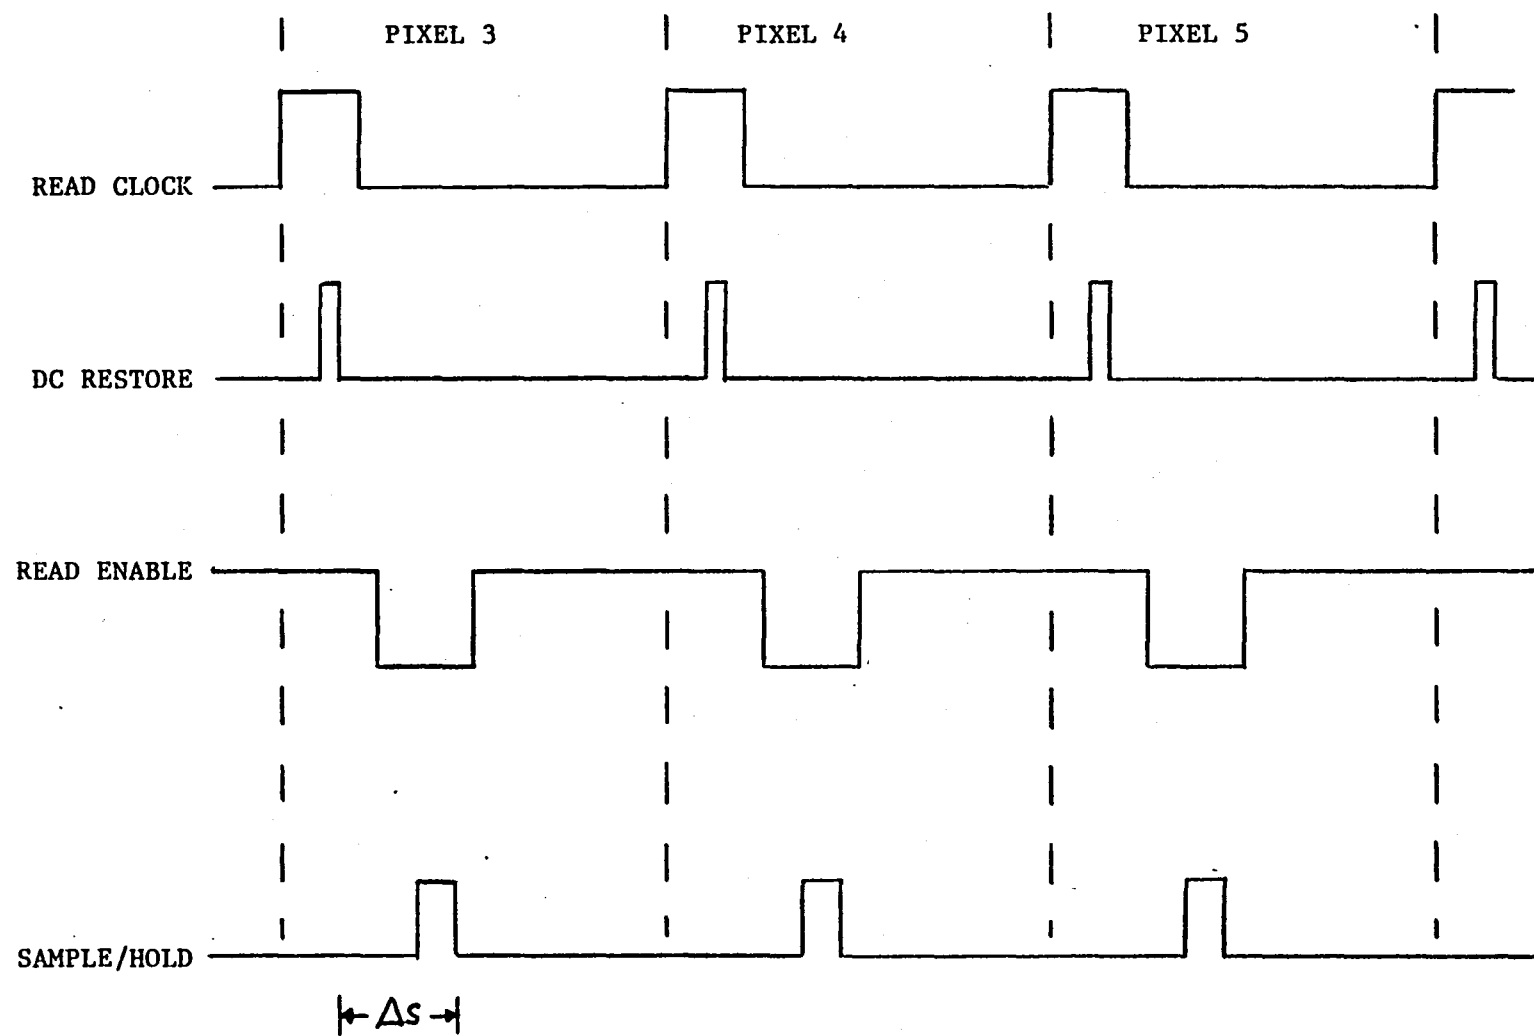 PIXEL 3 PIXEL 4 PIXEL 5
READ CLOCK
DC RESTORE
READ ENABLE
SAMPLE/HOLD
Δs